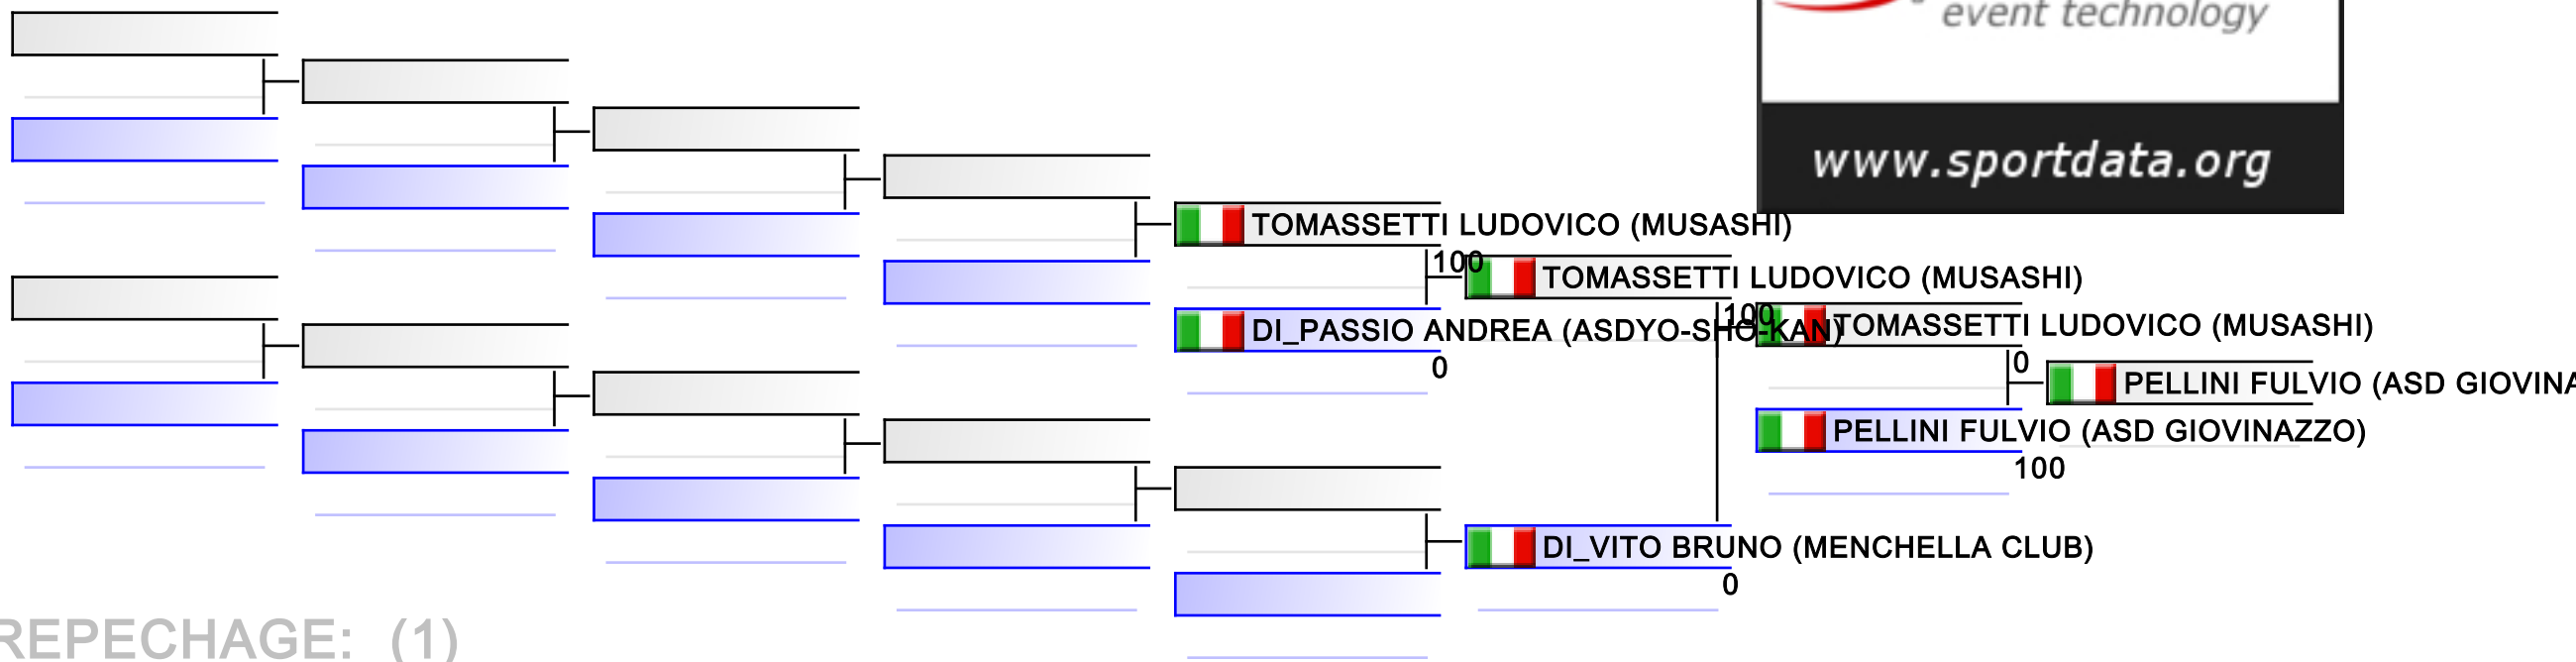 event technology
www.sportdata.org
TOMASSETTI LUDOVICO (MUSASHI)
100
TOMASSETTI LUDOVICO (MUSASHI)
100
DI_PASSIO ANDREA (ASDYO-SHO-KAN)
TOMASSETTI LUDOVICO (MUSASHI)
0
0
PELLINI FULVIO (ASD GIOVINA
PELLINI FULVIO (ASD GIOVINAZZO)
100
DI_VITO BRUNO (MENCHELLA CLUB)
0
REPECHAGE: (1)